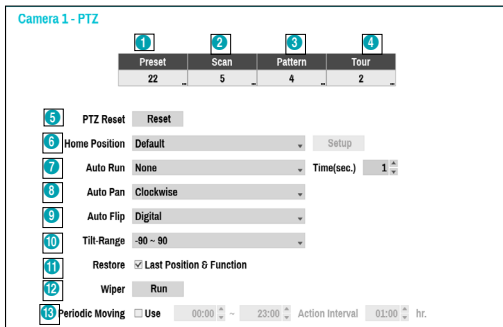 Camera 1 - PTZ
1 2 3 4
Preset Scan Pattern Tour
22 ... 5 ... 4 ... 2 ...
5 PTZ Reset Reset
6 Home Position Default Setup
7 Auto Run None Time(sec.) 1
8 Auto Pan Clockwise
9 Auto Flip Digital
10 Tilt-Range -90 ~ 90
11 Restore Last Position & Function
12 Wiper Run
13 Periodic Moving Use 00:00 ~ 23:00 Action Interval 01:00 hr.